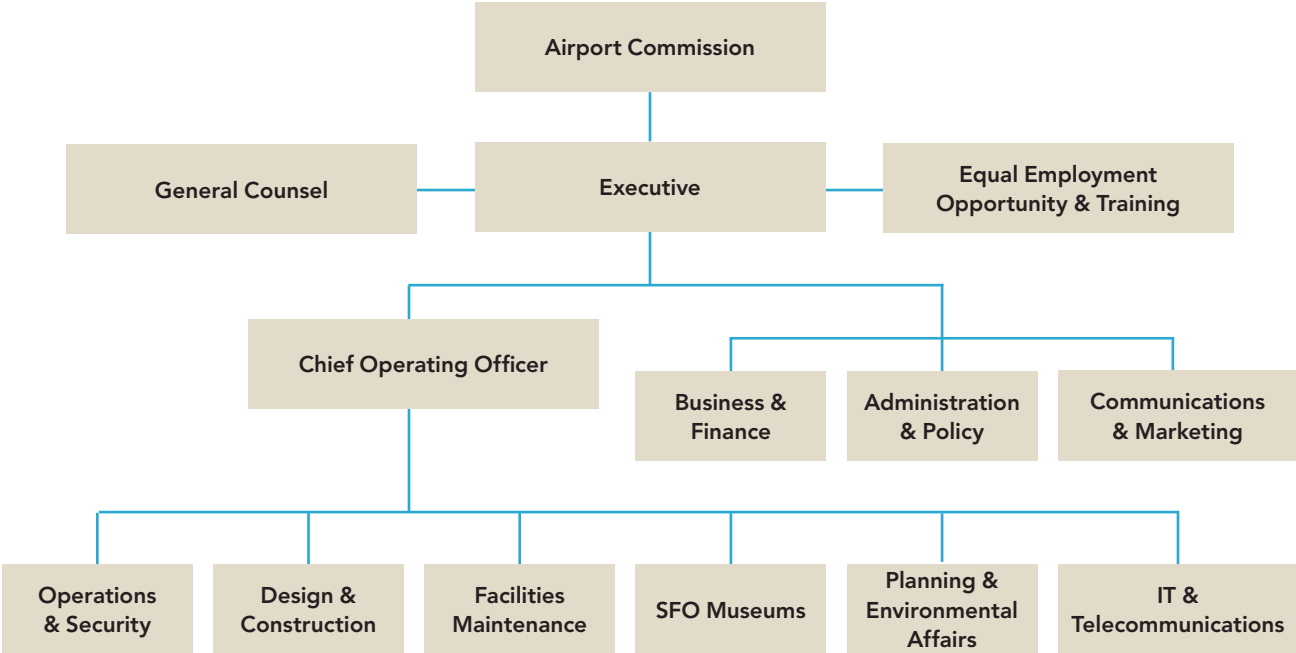 Airport Commission
General Counsel
Executive
Equal Employment
Opportunity & Training
Chief Operating Officer
Business &
Finance
Administration
& Policy
Communications
& Marketing
Operations
& Security
Design &
Construction
Facilities
Maintenance
SFO Museums
Planning &
Environmental
Affairs
IT &
Telecommunications